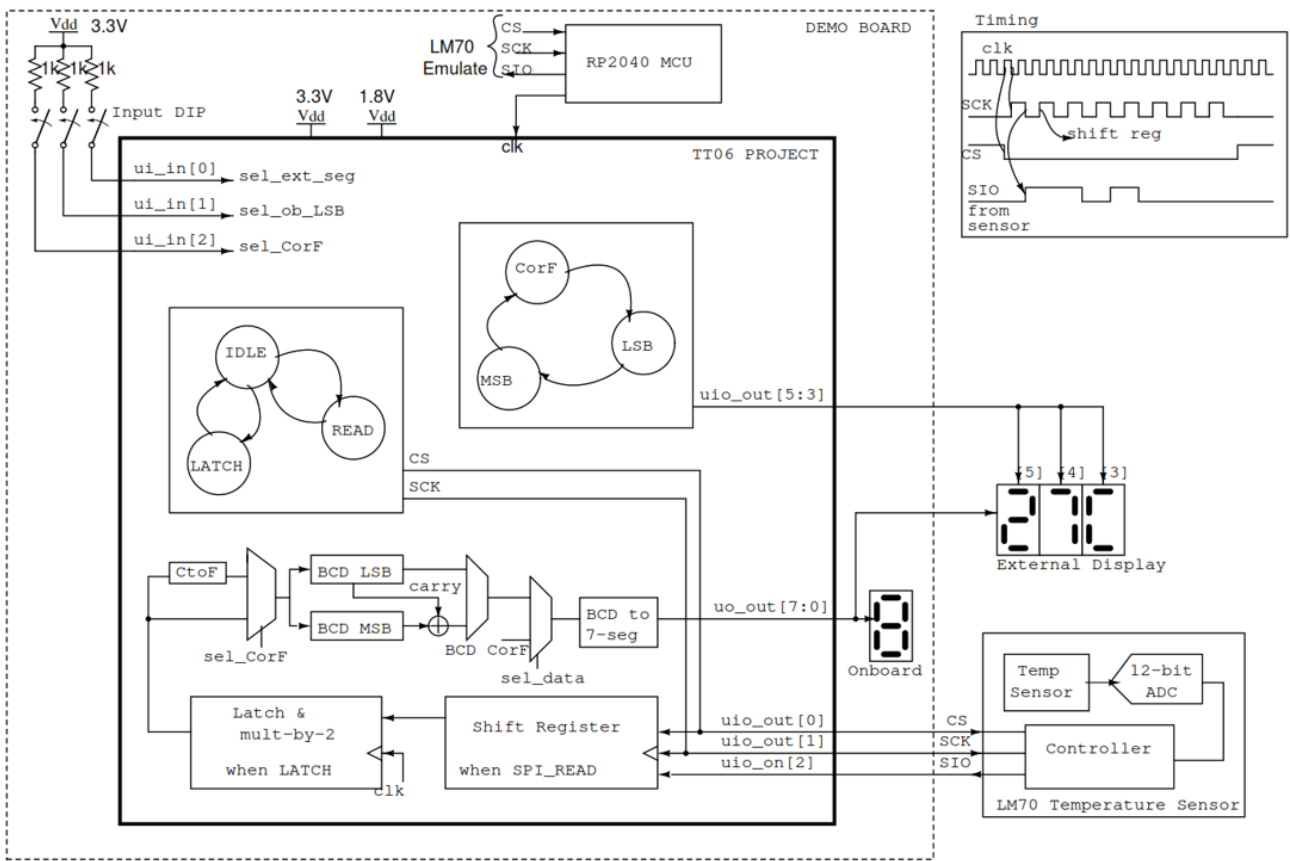 Vdd 3.3V
1k 1k 1k
Input DIP
LM70
Emulate
CS
SCK
SIO
RP2040 MCU
DEMO BOARD
3.3V
Vdd
1.8V
Vdd
clk
TT06 PROJECT
ui_in[0] sel_ext_seg
ui_in[1] sel_ob_LSB
ui_in[2] sel_CorF
IDLE
READ
LATCH
CorF
LSB
MSB
uio_out[5:3]
CS
SCK
CtoF
sel_CorF
BCD LSB
carry
BCD MSB
BCD CorF
sel_data
BCD to
7-seg
uo_out[7:0]
Latch &
mult-by-2
when LATCH
clk
Shift Register
when SPI_READ
uio_out[0] CS
uio_out[1] SCK
uio_on[2] SIO
Timing
clk
SCK
shift reg
CS
SIO
from
sensor
[5] [4] [3]
27C
External Display
8
Onboard
Temp
Sensor
12-bit
ADC
Controller
LM70 Temperature Sensor